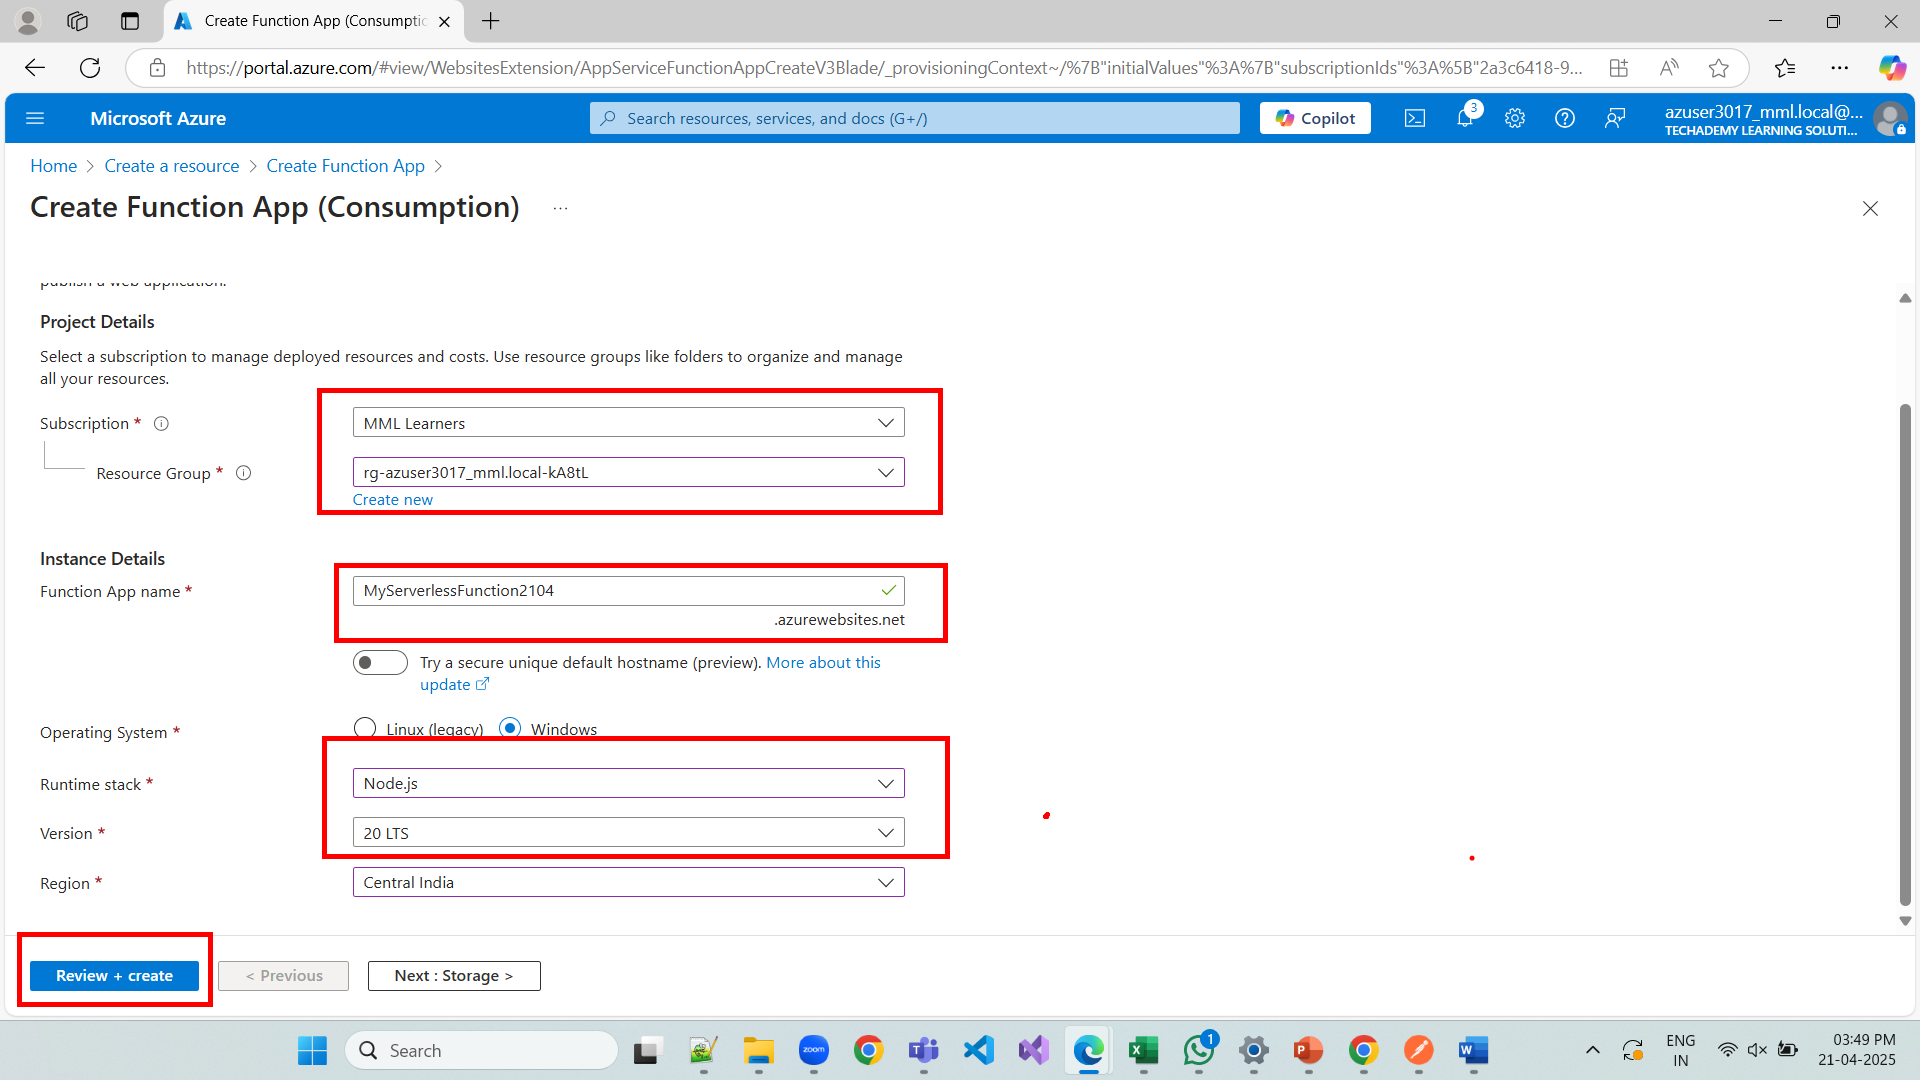 Create Function App (Consumptic
https://portal.azure.com/#view/WebsitesExtension/AppServiceFunctionAppCreateV3Blade/_provisioningContext~/%7B"initialValues"%3A%7B"subscriptionIds"%3A%5B"2a3c6418-9...
Microsoft Azure
Search resources, services, and docs (G+/)
Copilot
3
azuser3017_mml.local@...
TECHADEMY LEARNING SOLUTI...
Home > Create a resource > Create Function App >
Create Function App (Consumption) ...
publish a web application.
Project Details
Select a subscription to manage deployed resources and costs. Use resource groups like folders to organize and manage
all your resources.
Subscription *
MML Learners
Resource Group *
rg-azuser3017_mml.local-kA8tL
Create new
Instance Details
Function App name *
MyServerlessFunction2104
.azurewebsites.net
Try a secure unique default hostname (preview). More about this
update
Operating System *
Linux (legacy) Windows
Runtime stack *
Node.js
Version *
20 LTS
Region *
Central India
Review + create
< Previous
Next : Storage >
Search
zoom
1
ENG
IN
03:49 PM
21-04-2025